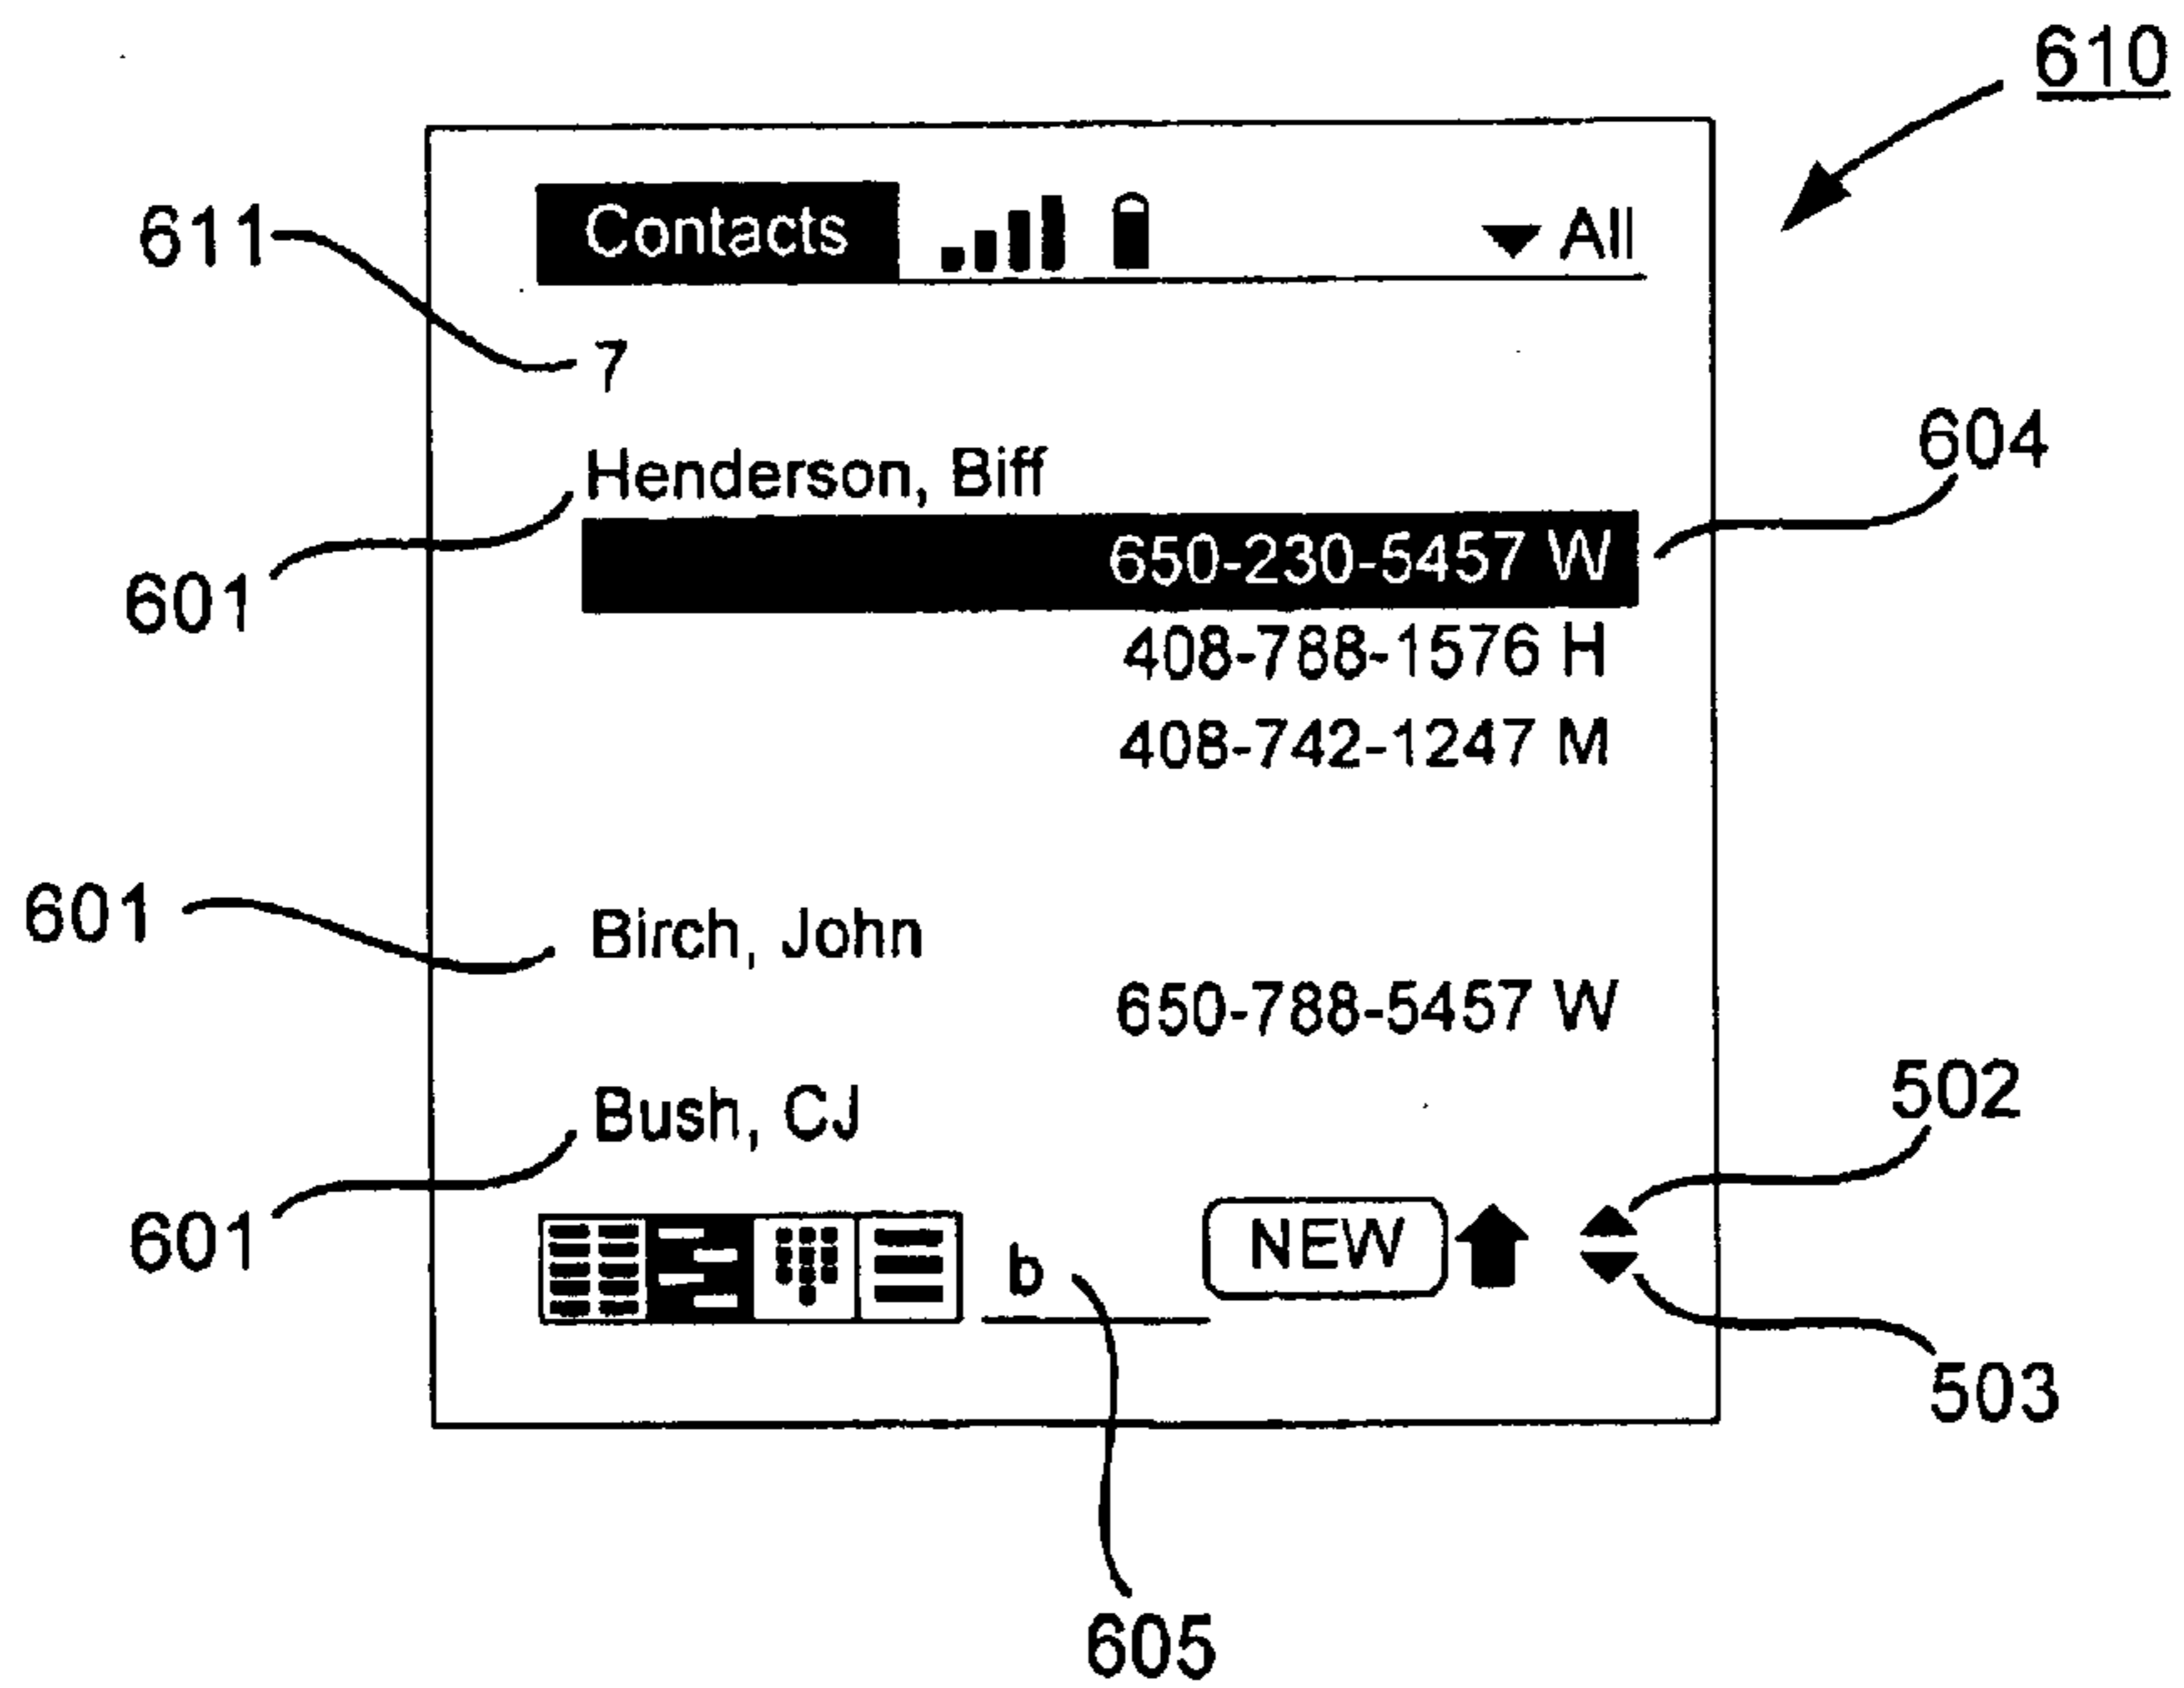 610
Contacts
All
611
7
Henderson, Biff
604
601
650-230-5457 W
408-788-1576 H
408-742-1247 M
601
Birch, John
650-788-5457 W
Bush, CJ
502
601
b
NEW
503
605